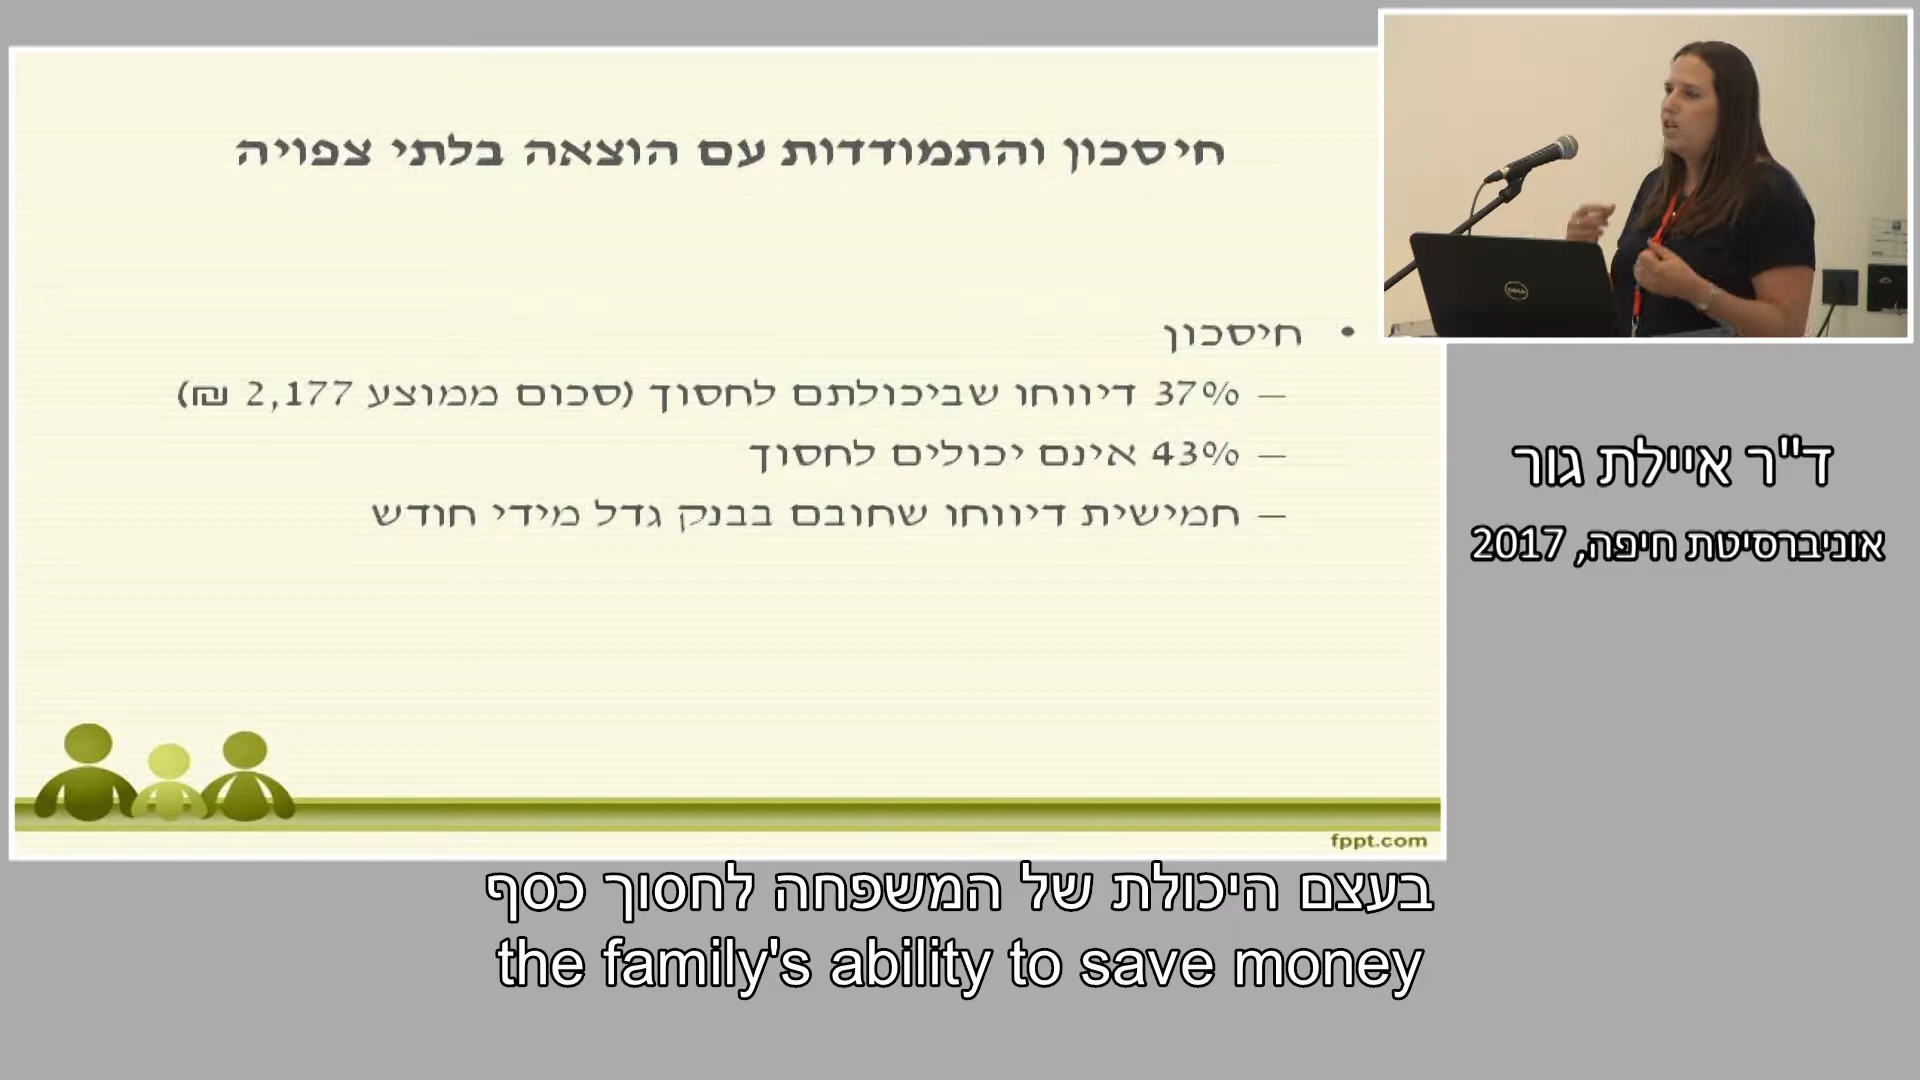 חיסכון והתמודדות עם הוצאה בלתי צפויה
• חיסכון
– 37% דיווחו שביכולתם לחסוך (סכום ממוצע 2,177 ₪)
– 43% אינם יכולים לחסוך
– חמישית דיווחו שחובם בבנק גדל מידי חודש
fppt.com
DELL
ד"ר איילת גור
אוניברסיטת חיפה, 2017
בעצם היכולת של המשפחה לחסוך כסף
the family's ability to save money